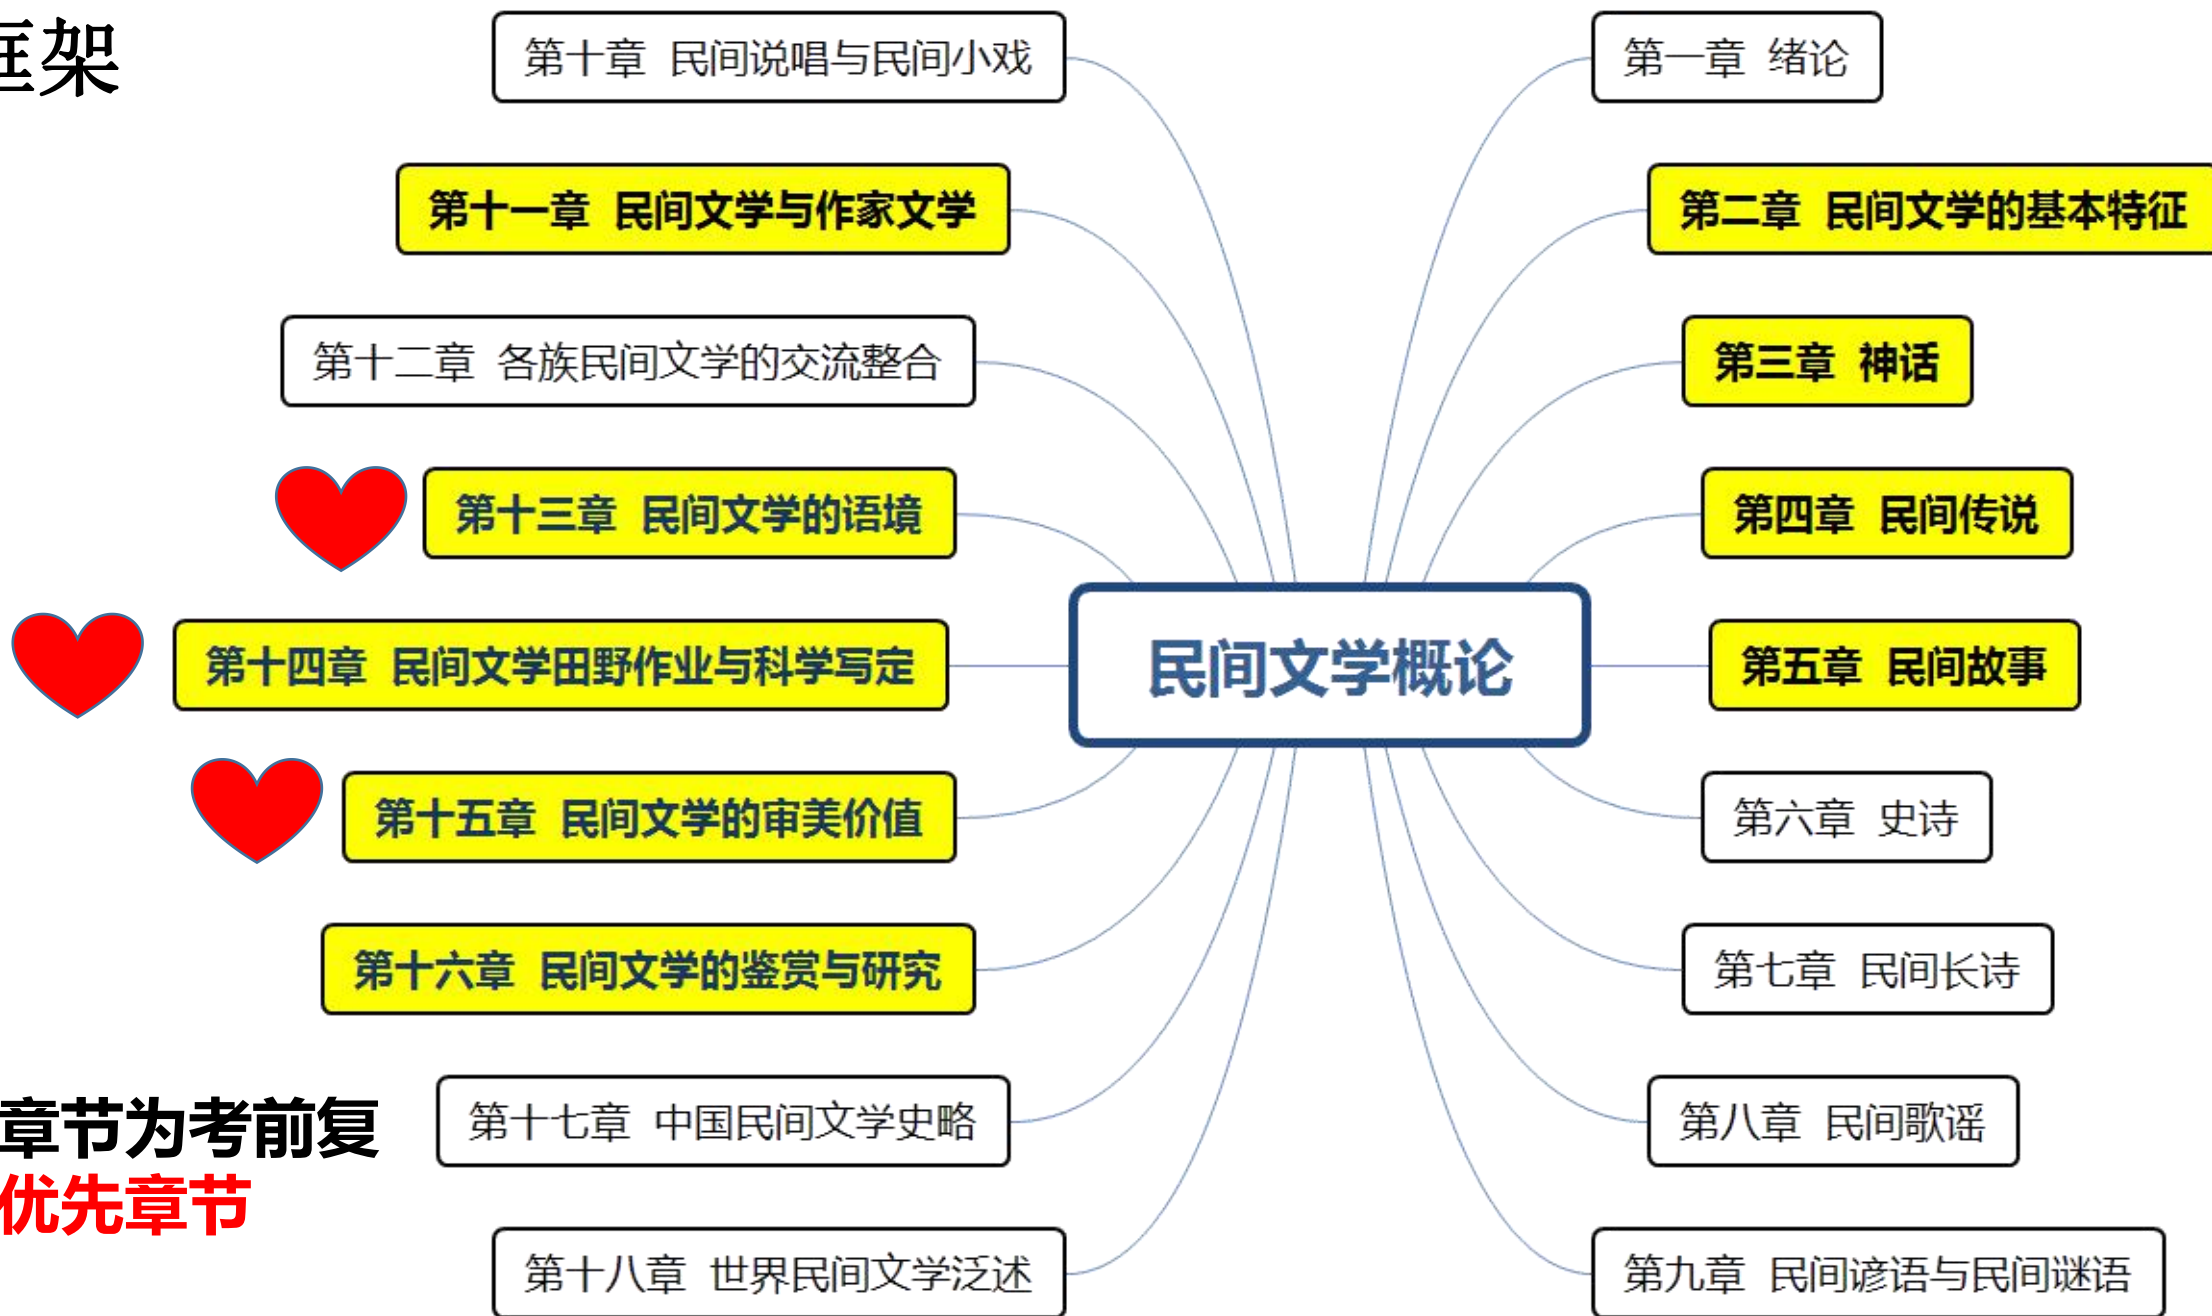 框架
第十章 民间说唱与民间小戏
第十一章 民间文学与作家文学
第十二章 各族民间文学的交流整合
第十三章 民间文学的语境
第十四章 民间文学田野作业与科学写定
第十五章 民间文学的审美价值
第十六章 民间文学的鉴赏与研究
第十七章 中国民间文学史略
第十八章 世界民间文学泛述
民间文学概论
第一章 绪论
第二章 民间文学的基本特征
第三章 神话
第四章 民间传说
第五章 民间故事
第六章 史诗
第七章 民间长诗
第八章 民间歌谣
第九章 民间谚语与民间谜语
章节为考前复
优先章节